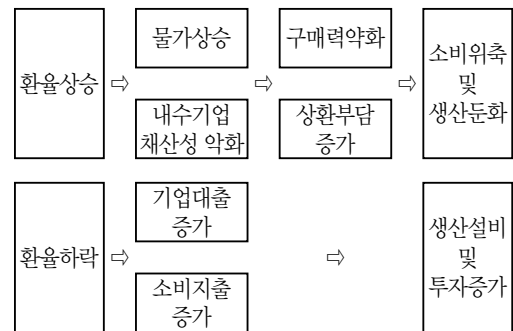 환율상승
⇨
물가상승
내수기업
채산성 악화
⇨
구매력약화
상환부담
증가
⇨
소비위축
및
생산둔화
환율하락
⇨
기업대출
증가
소비지출
증가
⇨
생산설비
및
투자증가